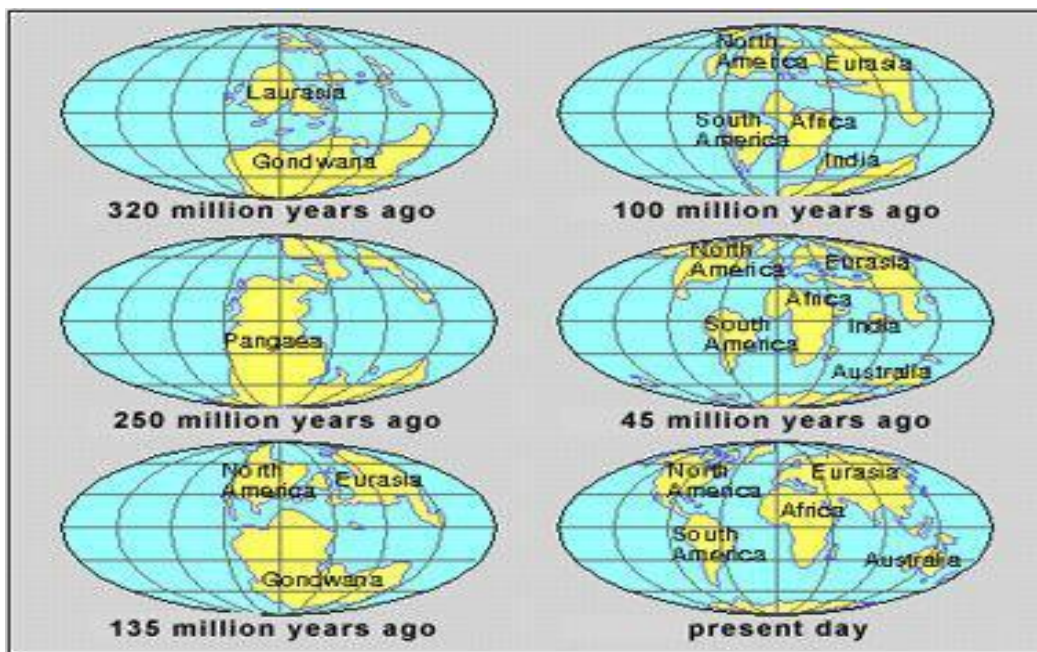 Laurasia
Gondwana
320 million years ago
Pangaea
250 million years ago
North
America
Eurasia
Gondwana
135 million years ago
North
America
Eurasia
South
America
Africa
India
100 million years ago
North
America
Eurasia
Africa
South
America
India
Australia
45 million years ago
North
America
Eurasia
Africa
South
America
Australia
present day